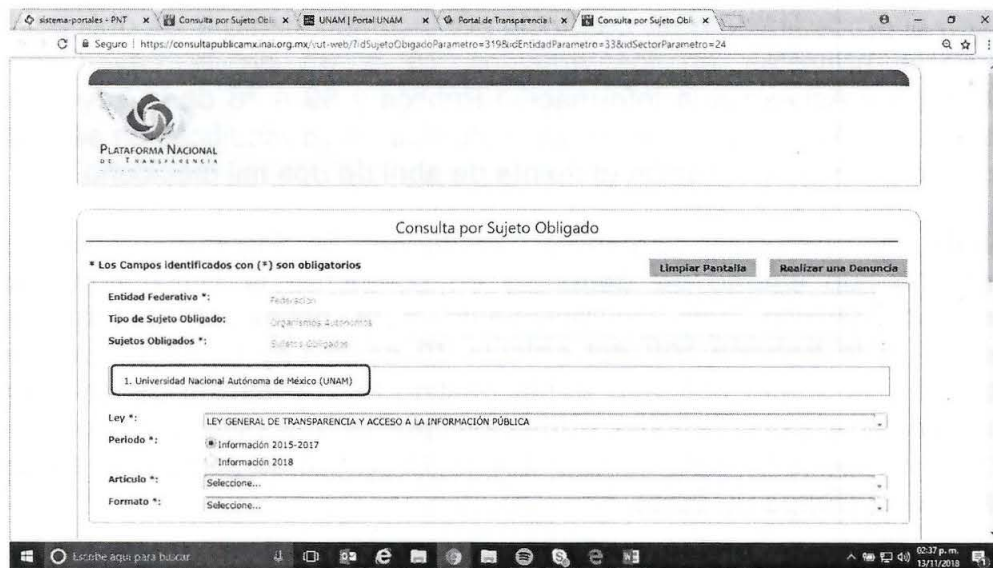 sistema-portales - PNT
Consulta por Sujeto Obli
UNAM | Portal UNAM
Portal de Transparencia
Consulta por Sujeto Obli
Seguro | https://consultapublicamx.inai.org.mx/vut-web/?idSujetoObigadoParametro=319&idEntidadParametro=33&idSectorParametro=24
PLATAFORMA NACIONAL
DE TRANSPARENCIA
Consulta por Sujeto Obligado
* Los Campos identificados con (*) son obligatorios
Limpiar Pantalla
Realizar una Denuncia
Entidad Federativa *:
Federación
Tipo de Sujeto Obligado:
Organismos Autónomos
Sujetos Obligados *:
Sujetos Obligados
1. Universidad Nacional Autónoma de México (UNAM)
Ley *:
LEY GENERAL DE TRANSPARENCIA Y ACCESO A LA INFORMACIÓN PÚBLICA
Periodo *:
Información 2015-2017
Información 2018
Artículo *:
Seleccione...
Formato *:
Seleccione...
Escribe aquí para buscar
02:37 p. m.
13/11/2018